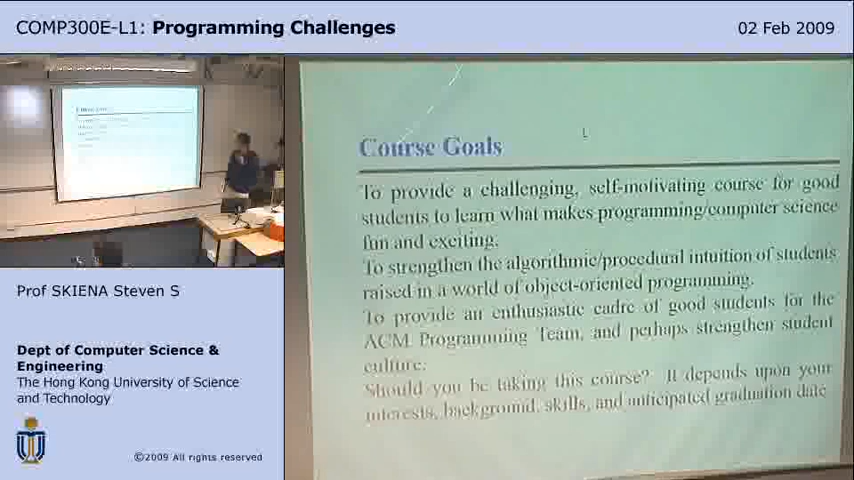 COMP300E-L1: Programming Challenges
02 Feb 2009
Course Goals
To provide a challenging, self-motivating course for good
students to learn what makes programming/computer science
fun and exciting.
To strengthen the algorithmic/procedural intuition of students
raised in a world of object-oriented programming.
To provide an enthusiastic cadre of good students for the
ACM Programming Team, and perhaps strengthen student
culture.
Should you be taking this course? It depends upon your
interests, background, skills, and anticipated graduation date
Prof SKIENA Steven S
Dept of Computer Science &
Engineering
The Hong Kong University of Science
and Technology
©2009 All rights reserved